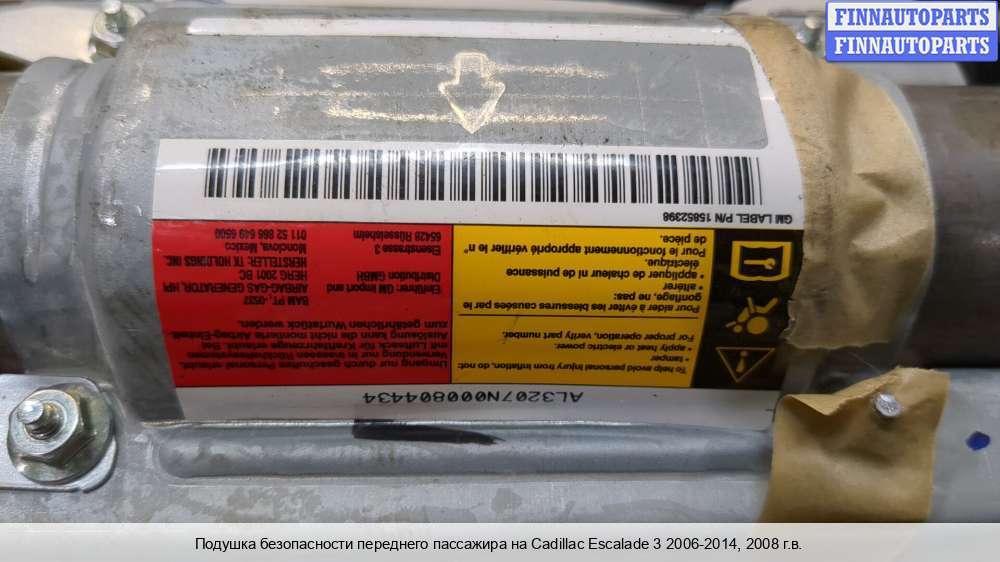 FINNAUTOPARTS
FINNAUTOPARTS
AL3207N000804434
To help avoid personal injury from inflation, do not:
• tamper
• apply heat or electric power.
For proper operation, verify part number.
Pour aider à éviter les blessures causées par le
gonflage, ne pas:
• altérer
• appliquer de chaleur ni de puissance
électrique.
Pour le fonctionnement approprié vérifier le n°
de pièce.
Umgang nur durch geschultes Personal erlaubt.
Verwendung nur in Insassen Rückhaltesystemen
und Luftsack für Kraftfahrzeuge erlaubt. Bei
Auslösung kann die nicht montierte Airbag-Einheit
zum gefährlichen Wurfstück werden.
BAM PT, -0537
AIRBAG-GAS GENERATOR, HPI
HERG 2001 BC
HERSTELLER: TK HOLDINGS INC.
Monclova, Mexico
011 52 866 649 6500
Einführer: GM Import and
Distribution GMBH
Eisenstrasse 3
65428 Rüsselsheim
GM LABEL P/N 15852398
Подушка безопасности переднего пассажира на Cadillac Escalade 3 2006-2014, 2008 г.в.